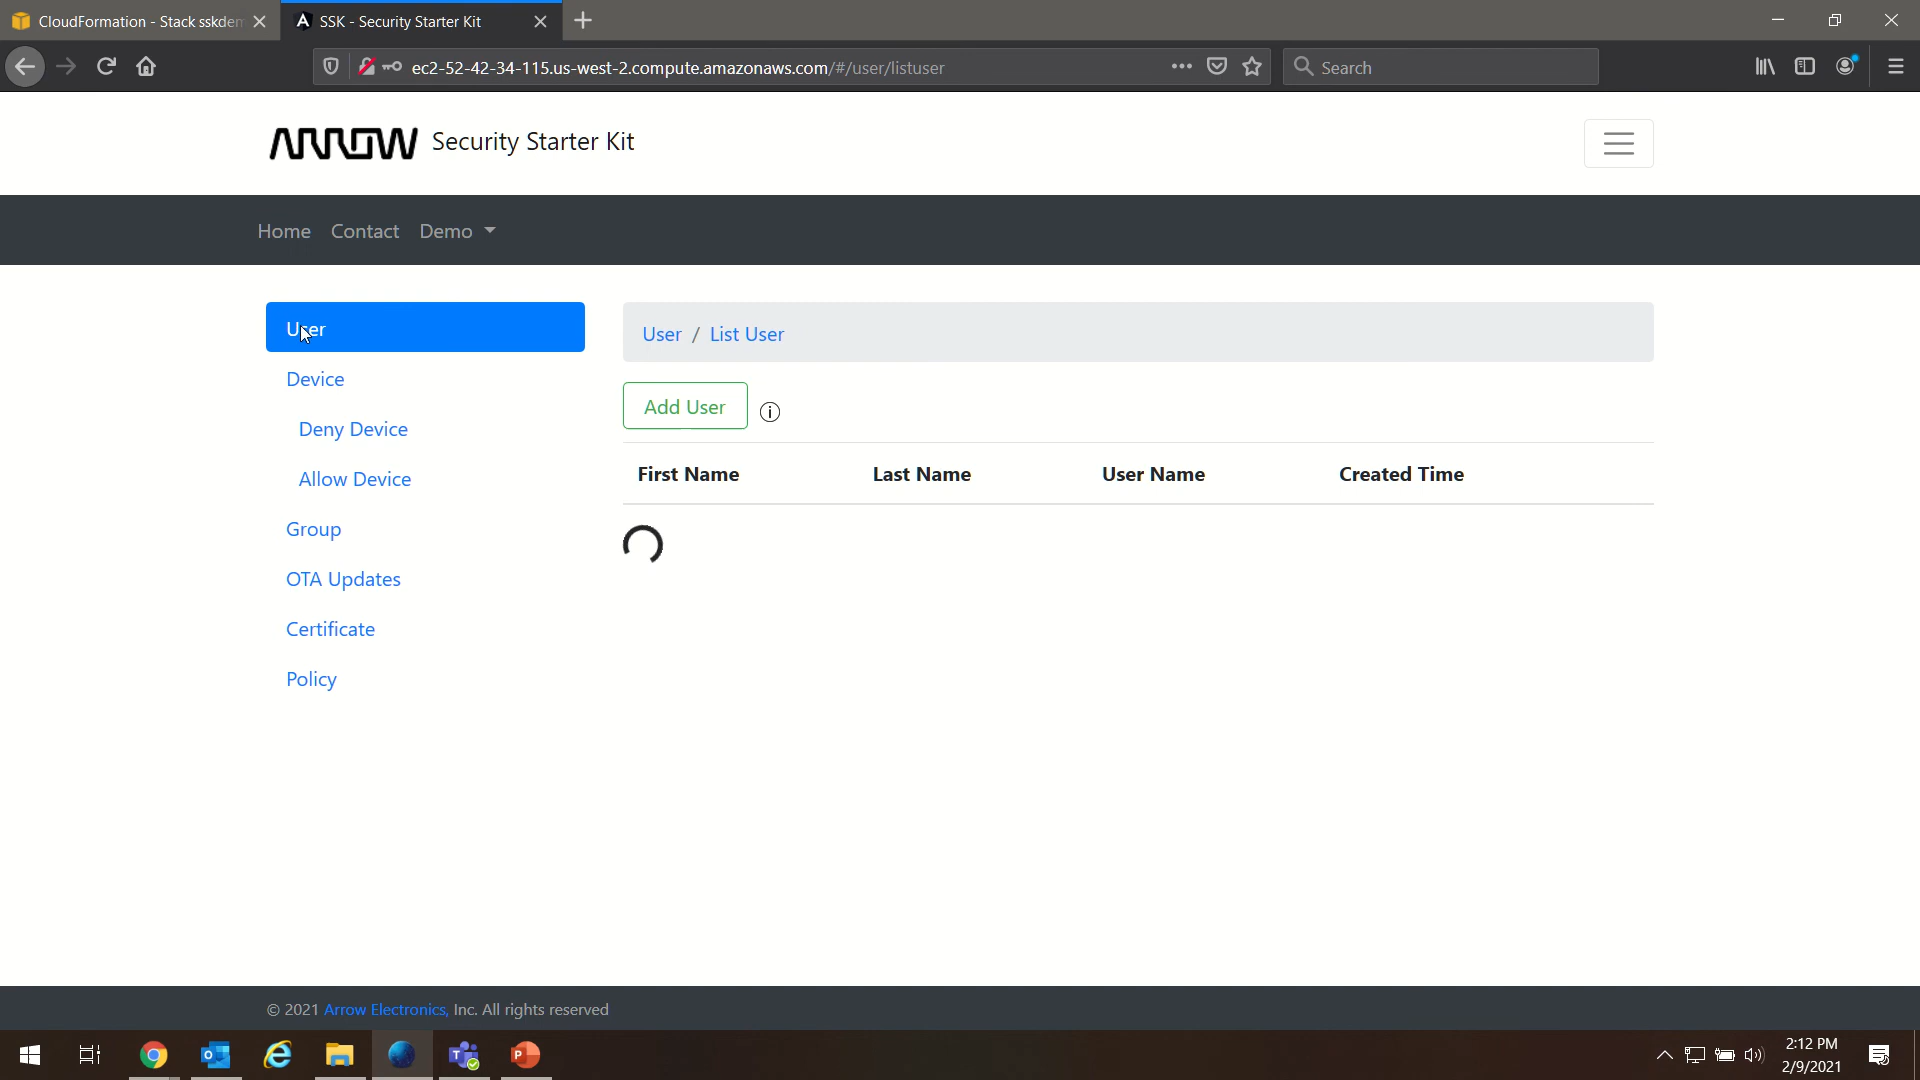 CloudFormation - Stack sskdem
SSK - Security Starter Kit
ec2-52-42-34-115.us-west-2.compute.amazonaws.com/#/user/listuser
Search
ARROW Security Starter Kit
Home Contact Demo
User
Device
Deny Device
Allow Device
Group
OTA Updates
Certificate
Policy
User / List User
Add User
First Name Last Name User Name Created Time
© 2021 Arrow Electronics, Inc. All rights reserved
2:12 PM
2/9/2021